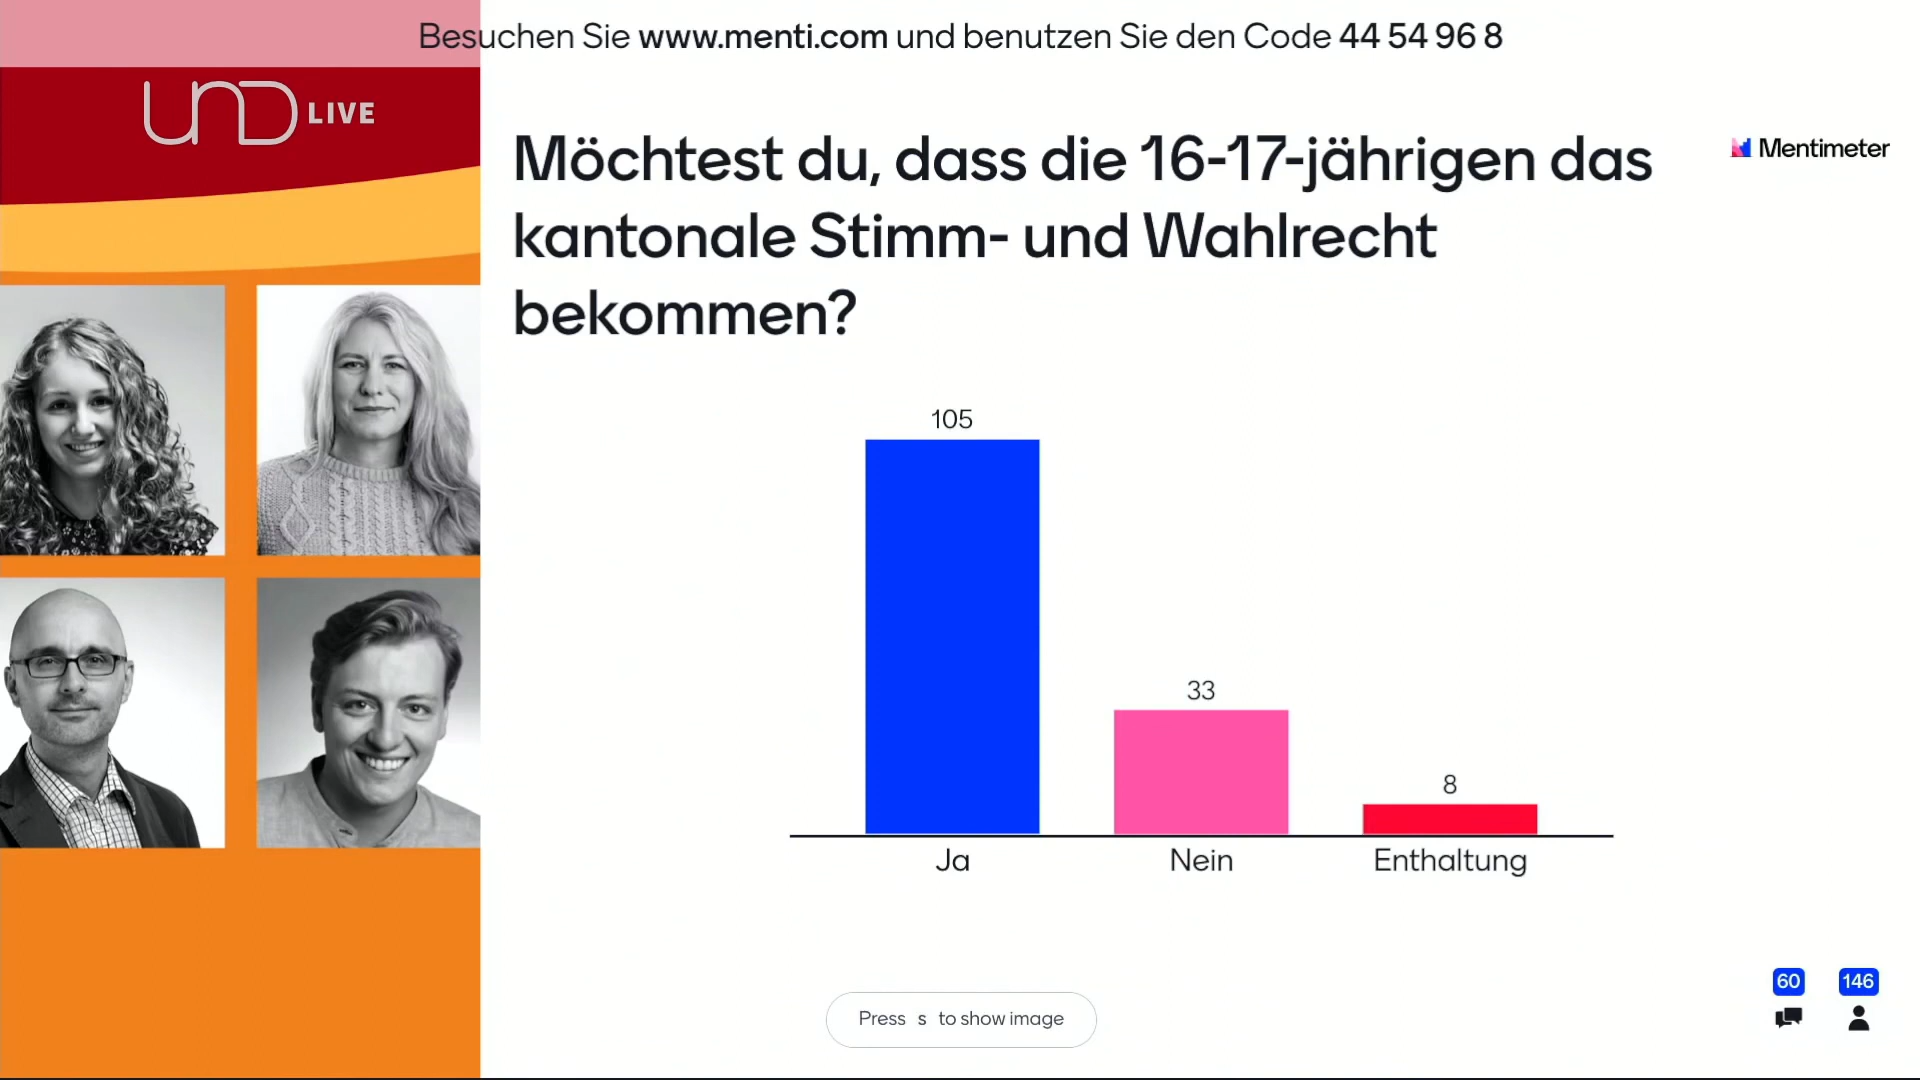 Besuchen Sie www.menti.com und benutzen Sie den Code 44 54 96 8
UND LIVE
Möchtest du, dass die 16-17-jährigen das
kantonale Stimm- und Wahlrecht
bekommen?
Mentimeter
105
33
8
Ja
Nein
Enthaltung
Press s to show image
60
146